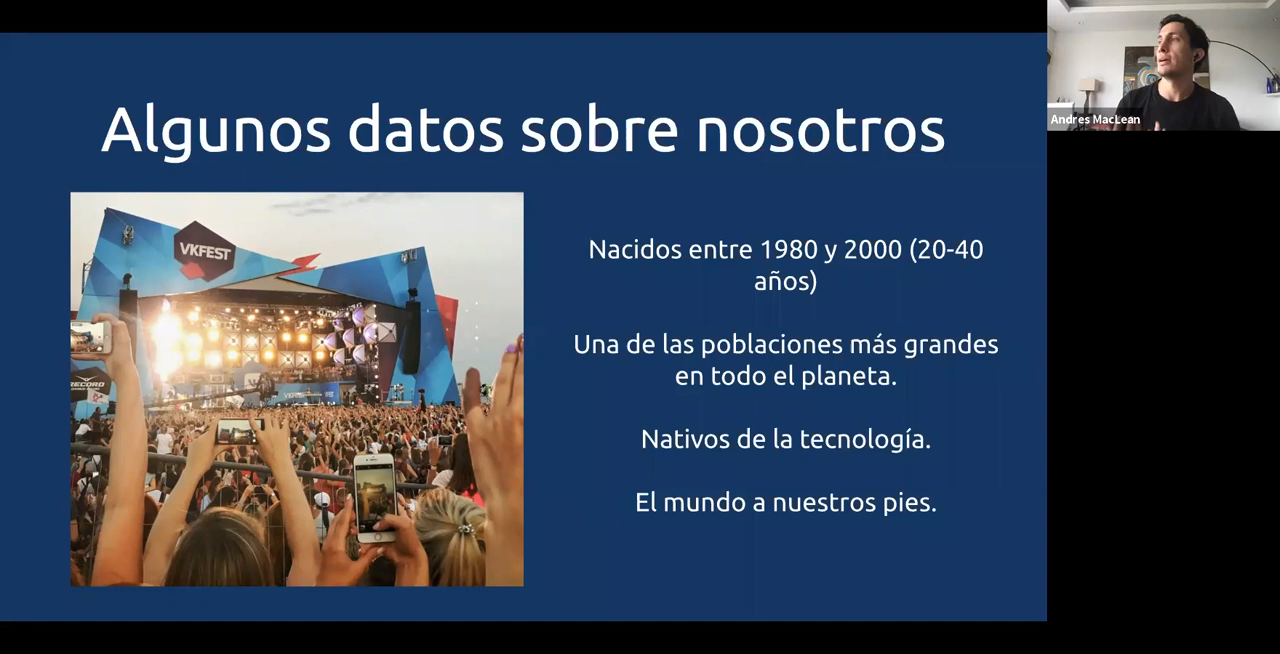 Algunos datos sobre nosotros
VKFEST
RECORD
Nacidos entre 1980 y 2000 (20-40
años)
Una de las poblaciones más grandes
en todo el planeta.
Nativos de la tecnología.
El mundo a nuestros pies.
Andres MacLean